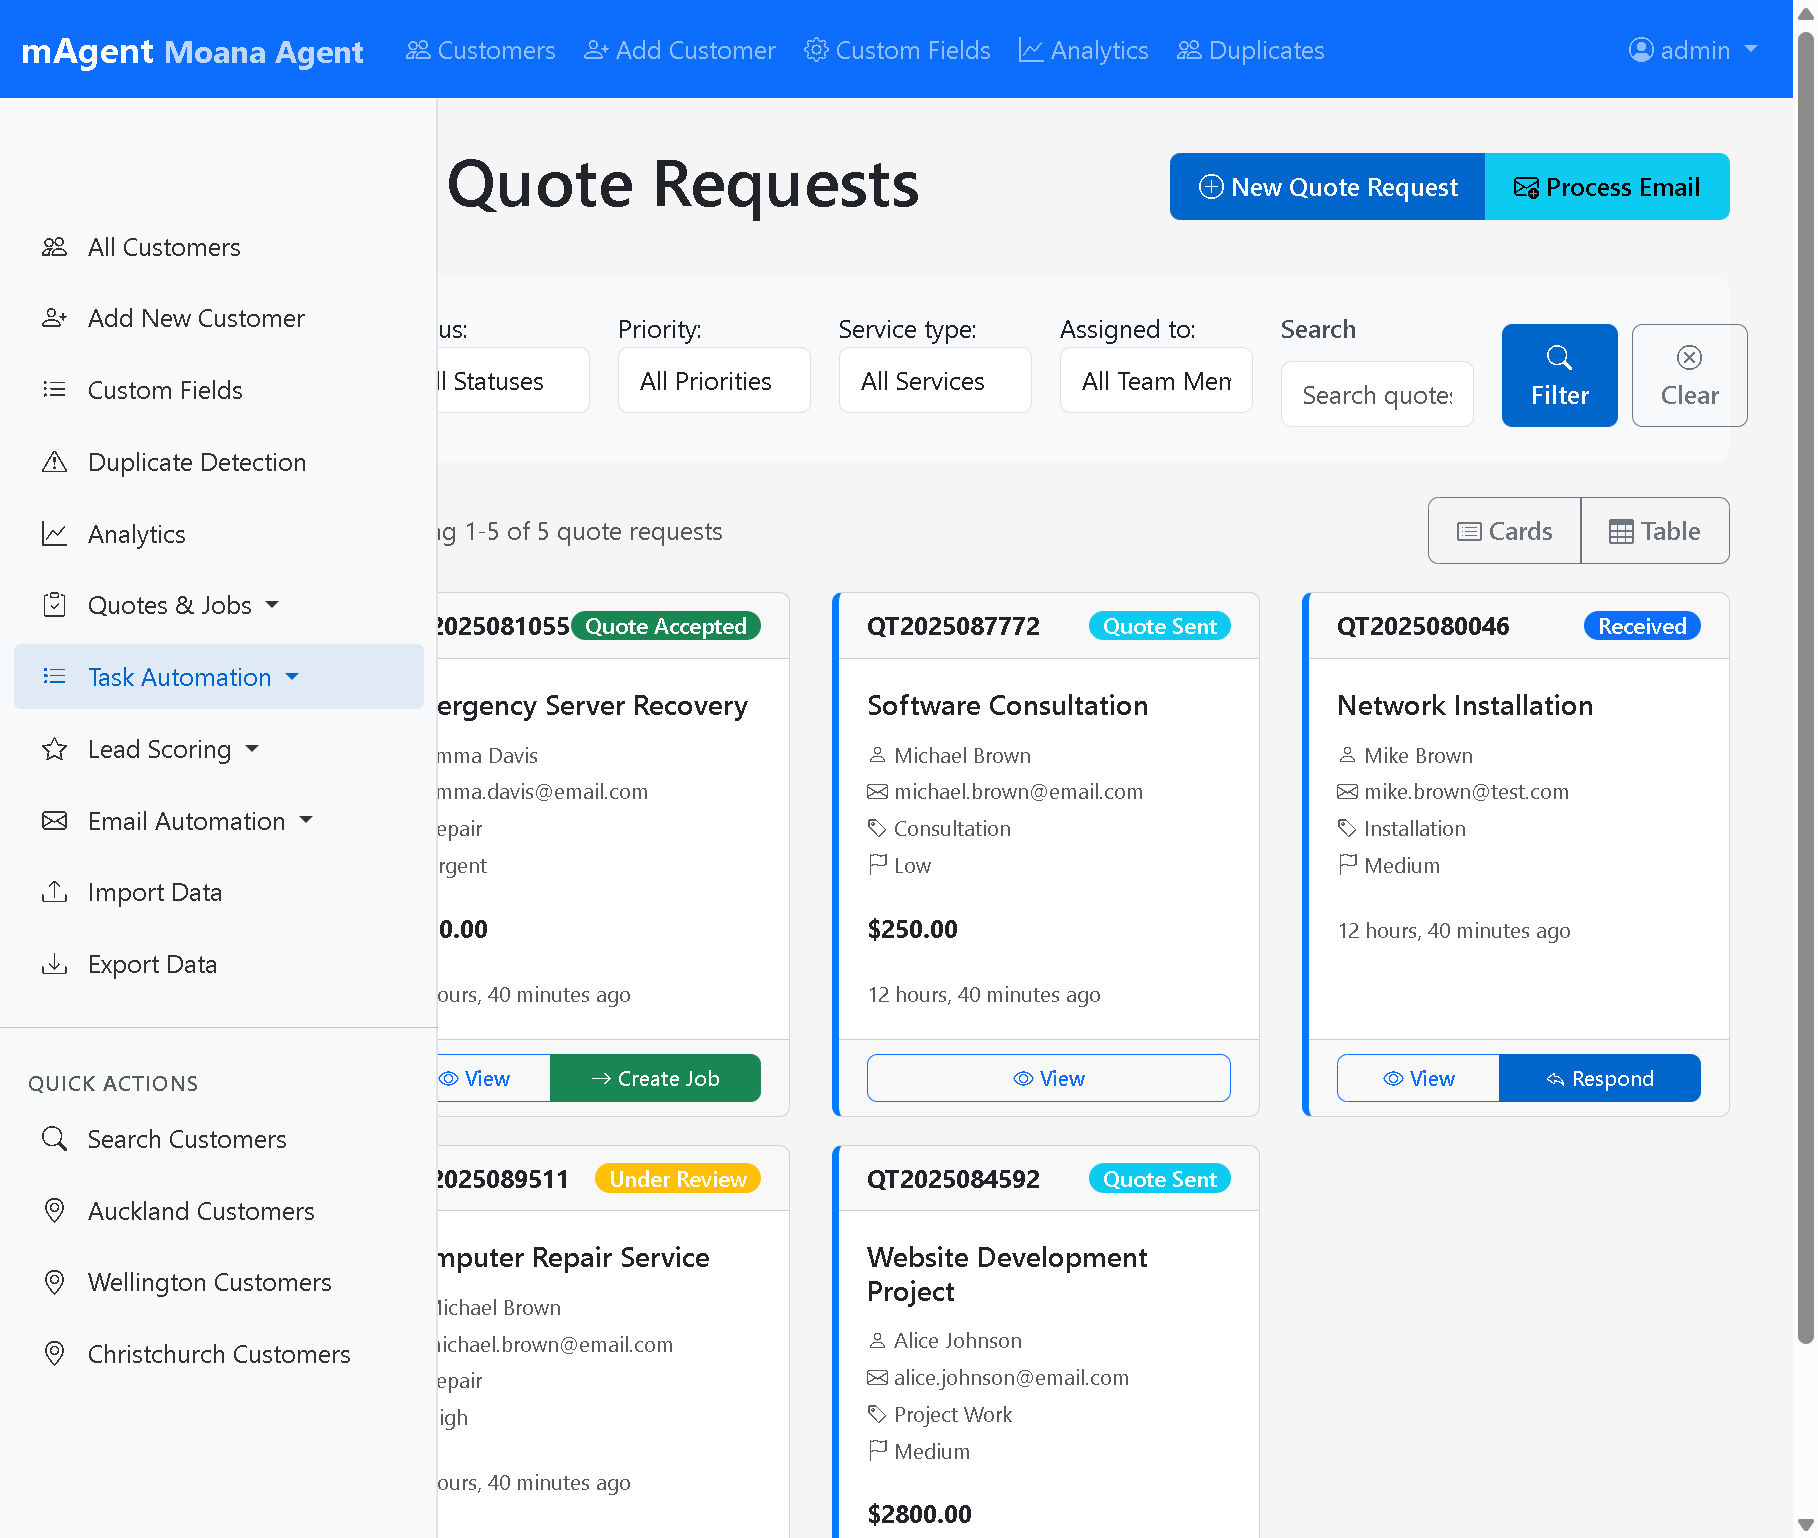 mAgent Moana Agent
Customers
Add Customer
Custom Fields
Analytics
Duplicates
admin
All Customers
Add New Customer
Custom Fields
Duplicate Detection
Analytics
Quotes & Jobs
Task Automation
Lead Scoring
Email Automation
Import Data
Export Data
QUICK ACTIONS
Search Customers
Auckland Customers
Wellington Customers
Christchurch Customers
Quote Requests
New Quote Request
Process Email
us:
ll Statuses
Priority:
All Priorities
Service type:
All Services
Assigned to:
All Team Mem
Search
Search quotes
Filter
Clear
ng 1-5 of 5 quote requests
Cards
Table
2025081055
Quote Accepted
ergency Server Recovery
mma Davis
mma.davis@email.com
epair
rgent
0.00
ours, 40 minutes ago
View
Create Job
QT2025087772
Quote Sent
Software Consultation
Michael Brown
michael.brown@email.com
Consultation
Low
$250.00
12 hours, 40 minutes ago
View
QT2025080046
Received
Network Installation
Mike Brown
mike.brown@test.com
Installation
Medium
12 hours, 40 minutes ago
View
Respond
2025089511
Under Review
mputer Repair Service
Michael Brown
michael.brown@email.com
epair
igh
ours, 40 minutes ago
QT2025084592
Quote Sent
Website Development
Project
Alice Johnson
alice.johnson@email.com
Project Work
Medium
$2800.00